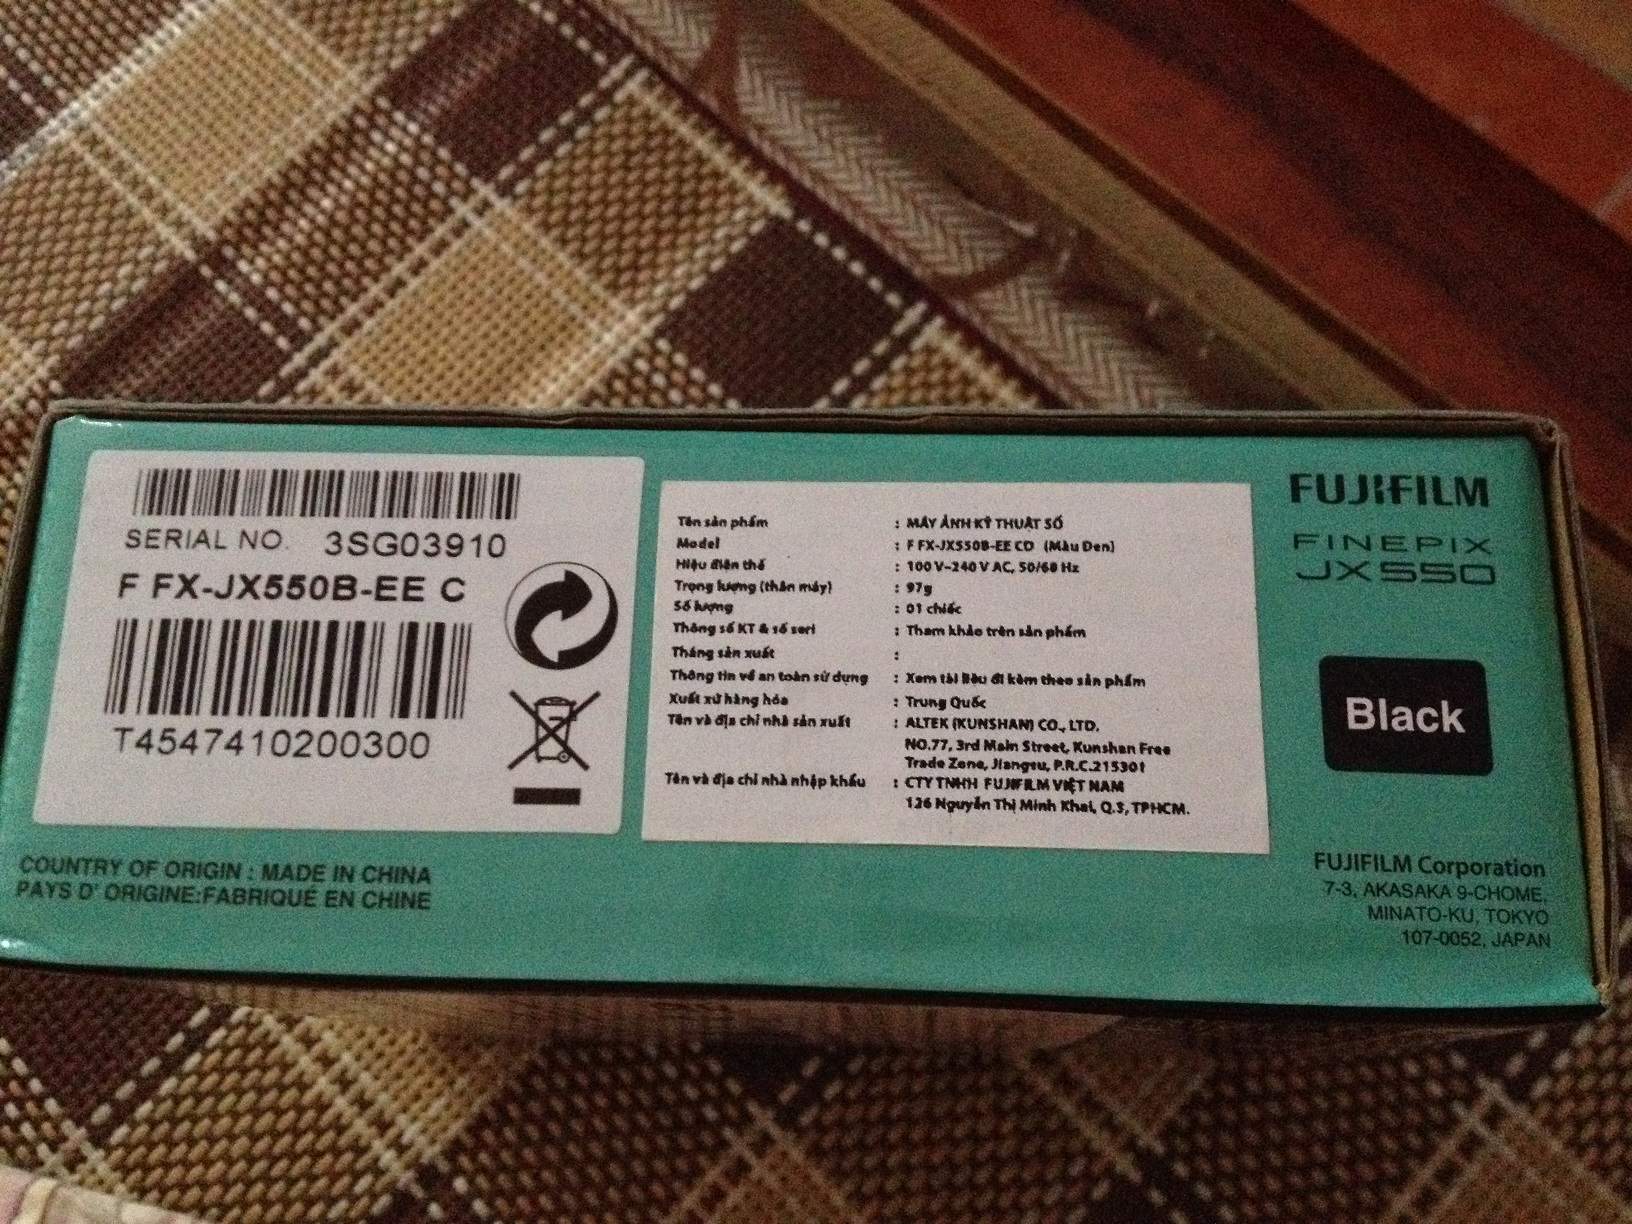 SERIAL NO. 3SG03910
F FX-JX550B-EE C
T4547410200300
COUNTRY OF ORIGIN : MADE IN CHINA
PAYS D' ORIGINE:FABRIQUÉ EN CHINE
Tên sản phẩm : MÁY ẢNH KỸ THUẬT SỐ
Model : F FX-JX550B-EE CD (Màu Đen)
Hiệu điện thế : 100 V-240 V AC, 50/60 Hz
Trọng lượng (thân máy) : 97g
Số lượng : 01 chiếc
Thông số KT & số seri : Tham khảo trên sản phẩm
Tháng sản xuất :
Thông tin về an toàn sử dụng : Xem tài liệu đi kèm theo sản phẩm
Xuất xứ hàng hóa : Trung Quốc
Tên và địa chỉ nhà sản xuất : ALTEK (KUNSHAN) CO., LTD.
NO.77, 3rd Main Street, Kunshan Free
Trade Zone, Jiangsu, P.R.C.215301
Tên và địa chỉ nhà nhập khẩu : CTY TNHH FUJIFILM VIỆT NAM
126 Nguyễn Thị Minh Khai, Q.3, TPHCM.
FUJIFILM
FINEPIX
JX550
Black
FUJIFILM Corporation
7-3, AKASAKA 9-CHOME,
MINATO-KU, TOKYO
107-0052, JAPAN